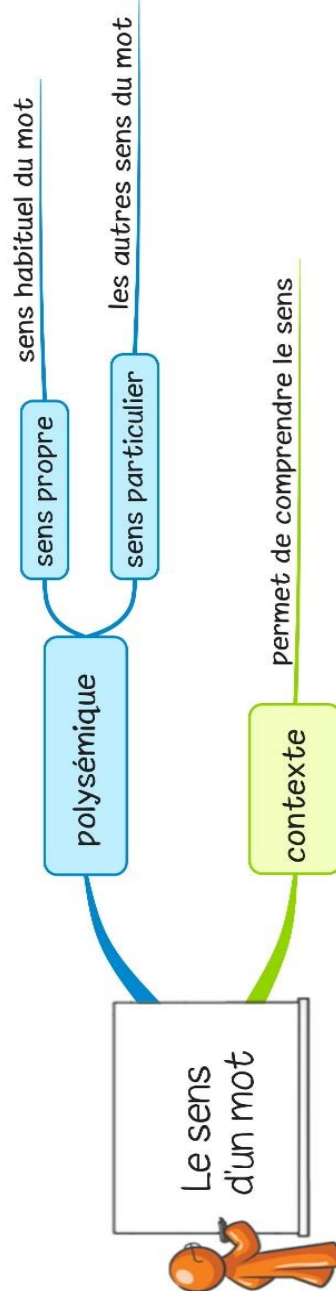 Le sens
d'un mot
polysémique
sens propre
sens habituel du mot
sens particulier
les autres sens du mot
contexte
permet de comprendre le sens